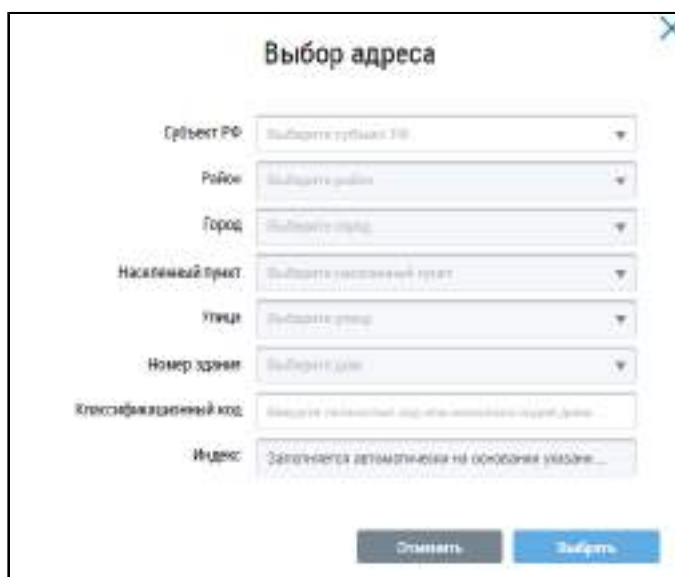 Выбор адреса
Субъект РФ Выберите субъект РФ
Район Выберите район
Город Выберите город
Населенный пункт Выберите населенный пункт
Улица Выберите улицу
Номер здания Выберите дом
Классификационный код
Индекс Заполняется автоматически на основании указанн...
Отменить Выбрать